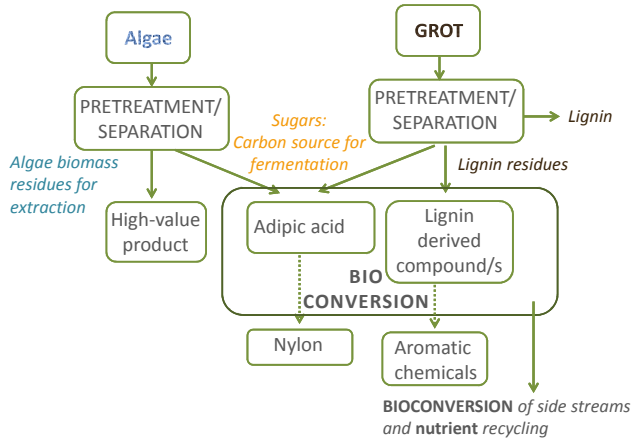 Algae
GROT
PRETREATMENT/
SEPARATION
PRETREATMENT/
SEPARATION
Lignin
Sugars:
Carbon source for
fermentation
Algae biomass
residues for
extraction
Lignin residues
High-value
product
Adipic acid
Lignin
derived
compound/s
BIO
CONVERSION
Nylon
Aromatic
chemicals
BIOCONVERSION of side streams
and nutrient recycling